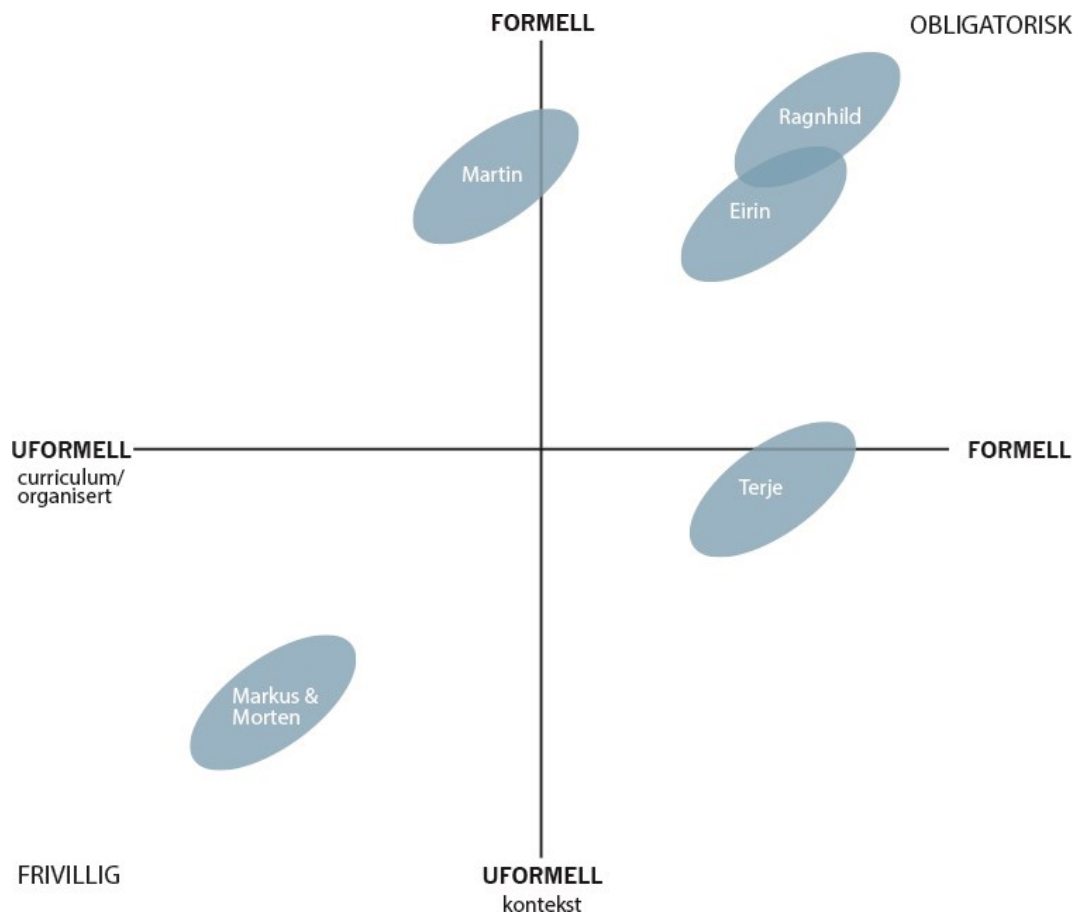 FORMELL
OBLIGATORISK
Ragnhild
Martin
Eirin
UFORMELL
curriculum/
organisert
FORMELL
Terje
Markus &
Morten
FRIVILLIG
UFORMELL
kontekst